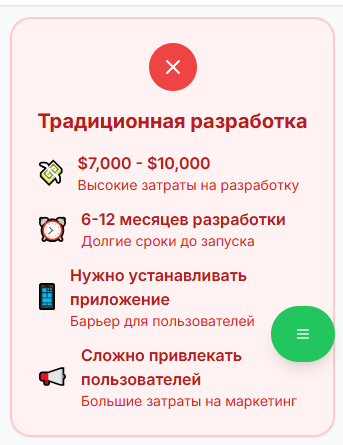 Традиционная разработка
$7,000 - $10,000
Высокие затраты на разработку
6-12 месяцев разработки
Долгие сроки до запуска
Нужно устанавливать
приложение
Барьер для пользователей
Сложно привлекать
пользователей
Большие затраты на маркетинг